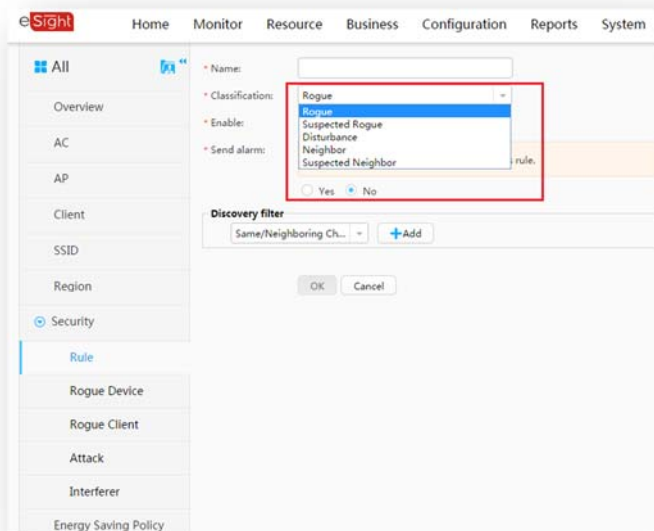 eSight
Home Monitor Resource Business Configuration Reports System
All
Overview
AC
AP
Client
SSID
Region
Security
Rule
Rogue Device
Rogue Client
Attack
Interferer
Energy Saving Policy
* Name:
* Classification: Rogue
Rogue
Suspected Rogue
Disturbance
Neighbor
Suspected Neighbor
* Enable:
* Send alarm:
s rule.
Yes No
Discovery filter
Same/Neighboring Ch... Add
OK Cancel